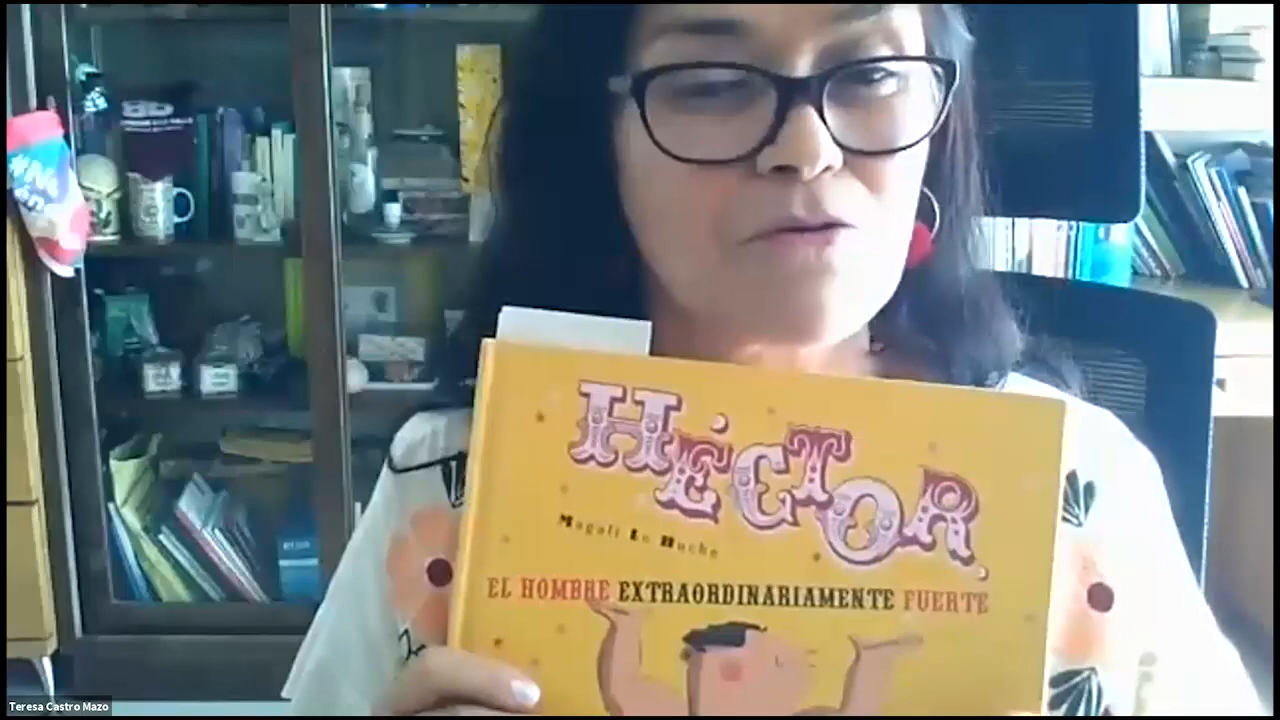 HÉCTOR
Magali Le Huche
EL HOMBRE EXTRAORDINARIAMENTE FUERTE
Teresa Castro Mazo